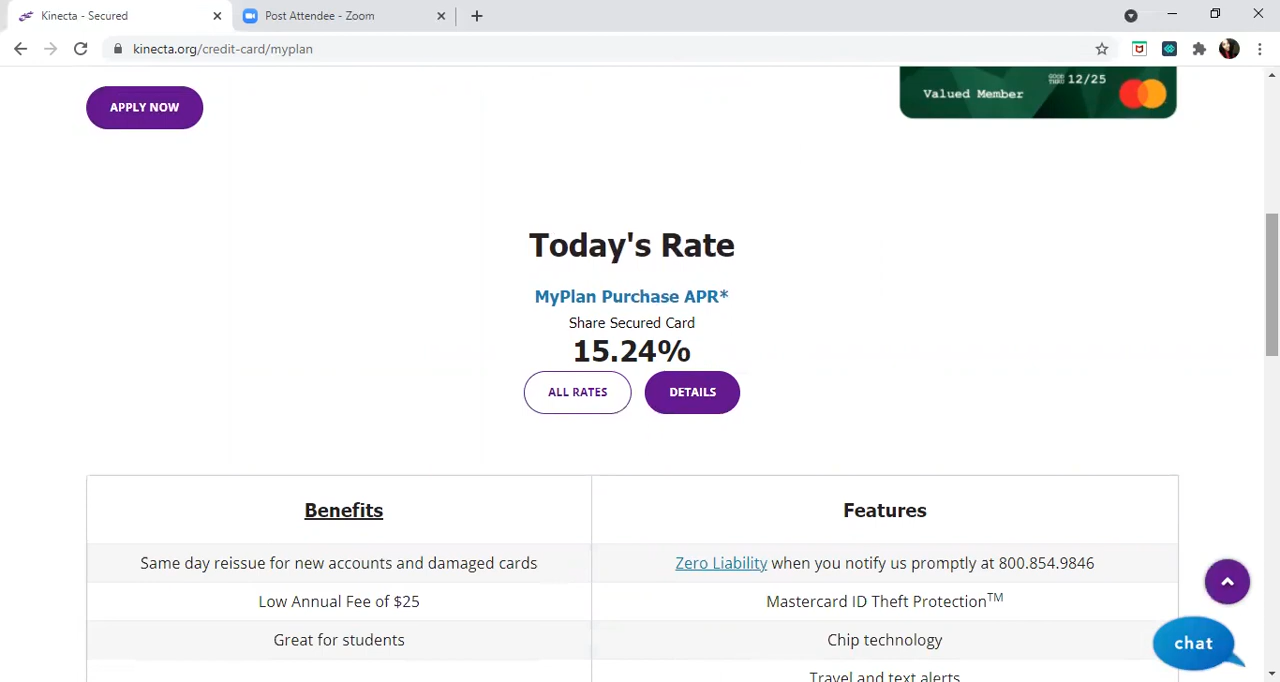 Kinecta - Secured
Post Attendee - Zoom
kinecta.org/credit-card/myplan
APPLY NOW
GOOD THRU 12/25
Valued Member
Today's Rate
MyPlan Purchase APR*
Share Secured Card
15.24%
ALL RATES
DETAILS
Benefits
Features
Same day reissue for new accounts and damaged cards
Zero Liability when you notify us promptly at 800.854.9846
Low Annual Fee of $25
Mastercard ID Theft Protection™
Great for students
Chip technology
Travel and text alerts
chat